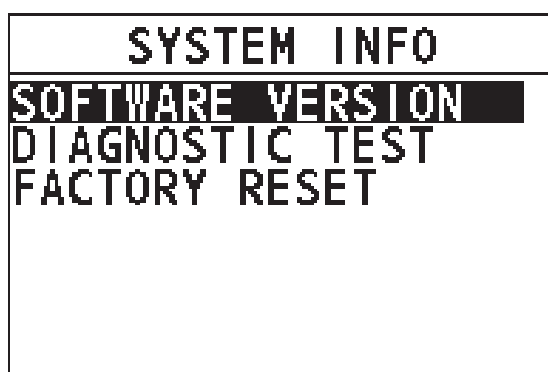 SYSTEM INFO
SOFTWARE VERSION
DIAGNOSTIC TEST
FACTORY RESET